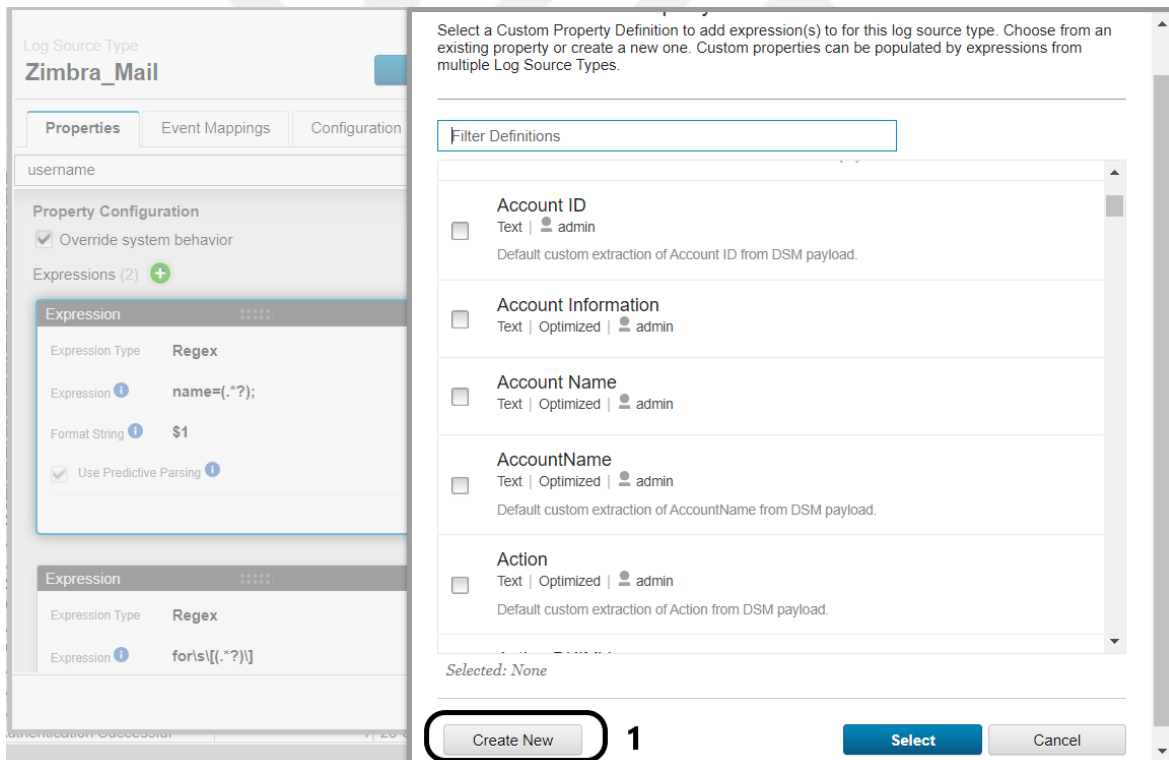 Log Source Type
Zimbra_Mail
Properties
Event Mappings
Configuration
username
Property Configuration
Override system behavior
Expressions (2)
Expression
Expression Type Regex
Expression name=(.*?);
Format String $1
Use Predictive Parsing
Expression
Expression Type Regex
Expression for\s\[(.*?)\]
Select a Custom Property Definition to add expression(s) to for this log source type. Choose from an
existing property or create a new one. Custom properties can be populated by expressions from
multiple Log Source Types.
Filter Definitions
Account ID
Text | admin
Default custom extraction of Account ID from DSM payload.
Account Information
Text | Optimized | admin
Account Name
Text | Optimized | admin
AccountName
Text | Optimized | admin
Default custom extraction of AccountName from DSM payload.
Action
Text | Optimized | admin
Default custom extraction of Action from DSM payload.
Selected: None
Create New
1
Select
Cancel